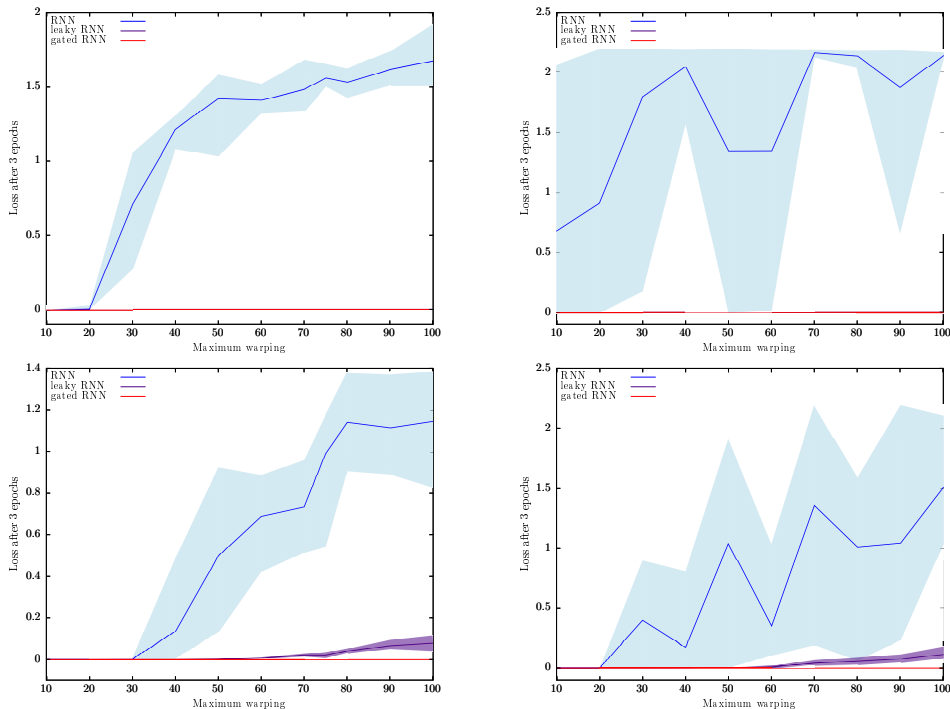 2
1.5
1
0.5
0
Loss after 3 epochs
RNN
leaky RNN
gated RNN
10 20 30 40 50 60 70 80 90 100
Maximum warping
2.5
2
1.5
1
0.5
0
Loss after 3 epochs
RNN
leaky RNN
gated RNN
10 20 30 40 50 60 70 80 90 100
Maximum warping
1.4
1.2
1
0.8
0.6
0.4
0.2
0
Loss after 3 epochs
RNN
leaky RNN
gated RNN
10 20 30 40 50 60 70 80 90 100
Maximum warping
2.5
2
1.5
1
0.5
0
Loss after 3 epochs
RNN
leaky RNN
gated RNN
10 20 30 40 50 60 70 80 90 100
Maximum warping